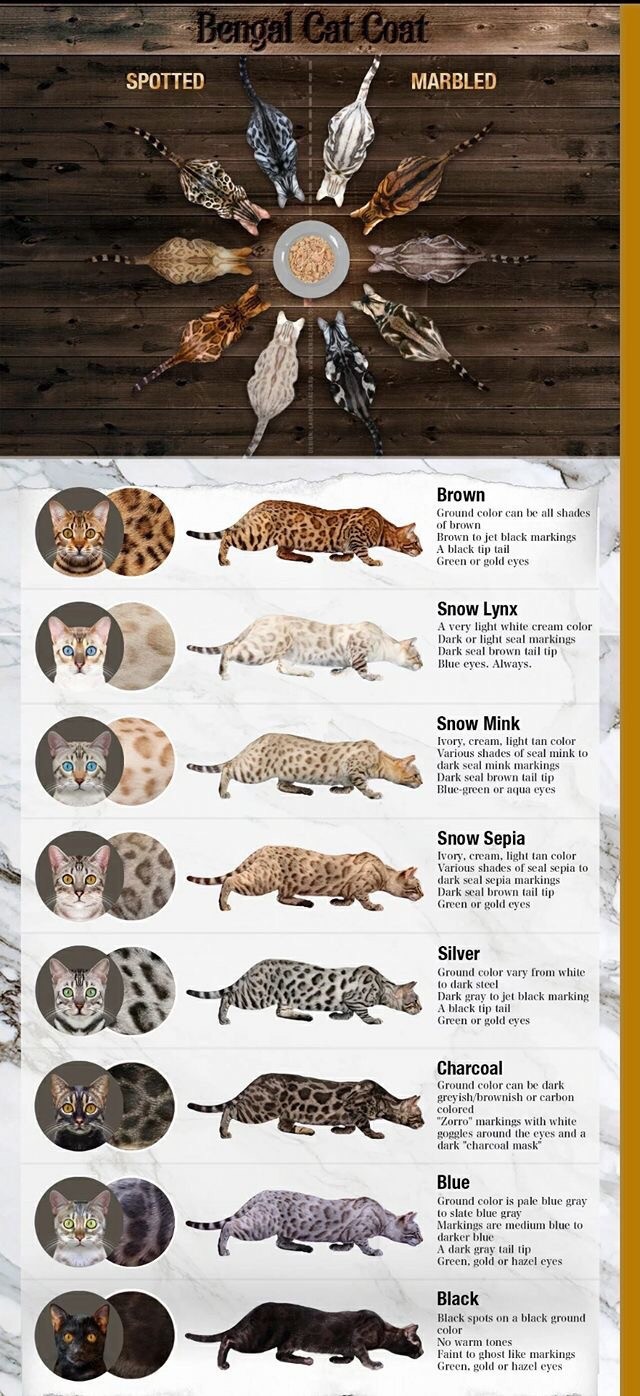 Bengal Cat Coat
SPOTTED
MARBLED
Brown
Ground color can be all shades
of brown
Brown to jet black markings
A black tip tail
Green or gold eyes
Snow Lynx
A very light white cream color
Dark or light seal markings
Dark seal brown tail tip
Blue eyes. Always.
Snow Mink
Ivory, cream, light tan color
Various shades of seal mink to
dark seal mink markings
Dark seal brown tail tip
Blue-green or aqua eyes
Snow Sepia
Ivory, cream, light tan color
Various shades of seal sepia to
dark seal sepia markings
Dark seal brown tail tip
Green or gold eyes
Silver
Ground color vary from white
to dark steel
Dark gray to jet black marking
A black tip tail
Green or gold eyes
Charcoal
Ground color can be dark
greyish/brownish or carbon
colored
"Zorro" markings with white
goggles around the eyes and a
dark "charcoal mask"
Blue
Ground color is pale blue gray
to slate blue gray
Markings are medium blue to
darker blue
A dark gray tail tip
Green, gold or hazel eyes
Black
Black spots on a black ground
color
No warm tones
Faint to ghost like markings
Green, gold or hazel eyes